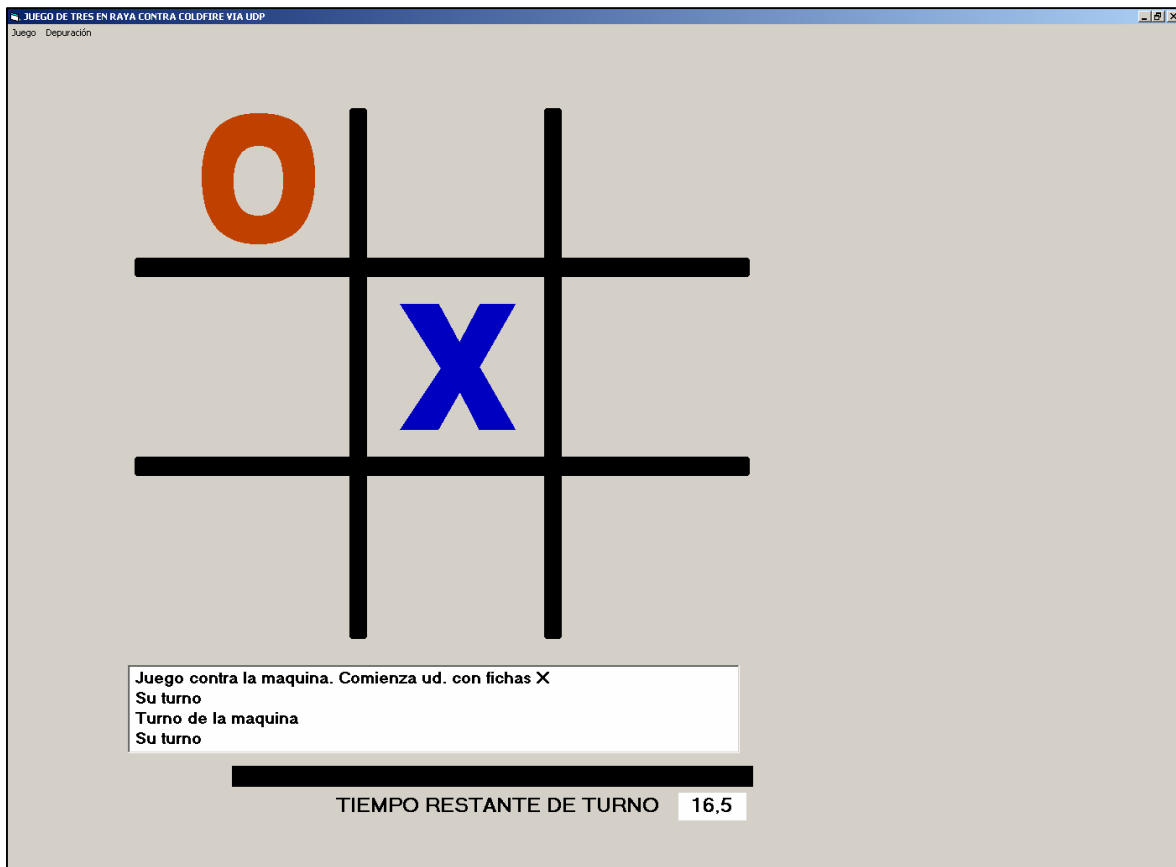 JUEGO DE TRES EN RAYA CONTRA COLDFIRE VIA UDP
Juego Depuración
O
X
Juego contra la maquina. Comienza ud. con fichas X
Su turno
Turno de la maquina
Su turno
TIEMPO RESTANTE DE TURNO 16,5